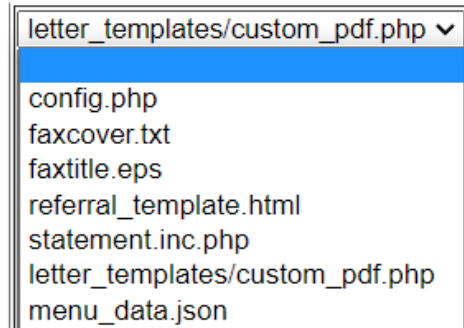 letter_templates/custom_pdf.php
config.php
faxcover.txt
faxtitle.eps
referral_template.html
statement.inc.php
letter_templates/custom_pdf.php
menu_data.json